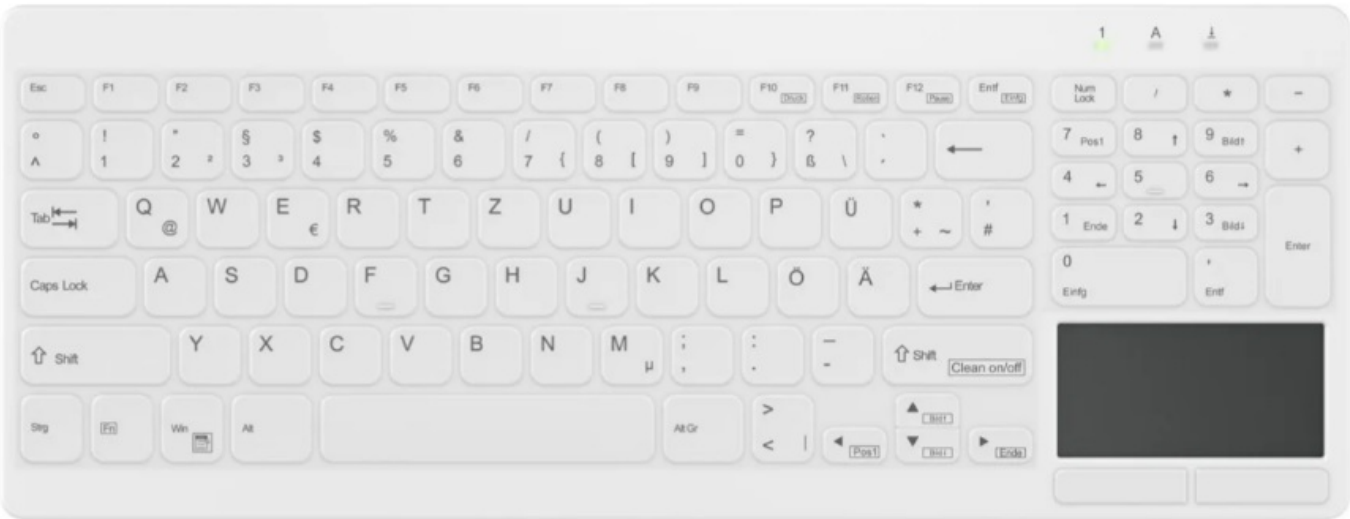 1 A ⤓
Esc F1 F2 F3 F4 F5 F6 F7 F8 F9 F10 Druck F11 Rollen F12 Pause Entf Einfg Num Lock / * -
° ^ ! 1 " 2 ² § 3 ³ $ 4 % 5 & 6 / 7 { ( 8 [ ) 9 ] = 0 } ? ß \ ` ´ ← 7 Pos1 8 ↑ 9 Bild↑ +
4 ← 5 6 →
Tab Q @ W E € R T Z U I O P Ü * + ~ ' # 1 Ende 2 ↓ 3 Bild↓ Enter
Caps Lock A S D F G H J K L Ö Ä ↵ Enter 0 Einfg , Entf
⇧ Shift Y X C V B N M µ ; , : . _ - ⇧ Shift Clean on/off
Strg Fn Win Alt Alt Gr > < | ◀ Pos1 ▲ Bild↑ ▼ Bild↓ ▶ Ende